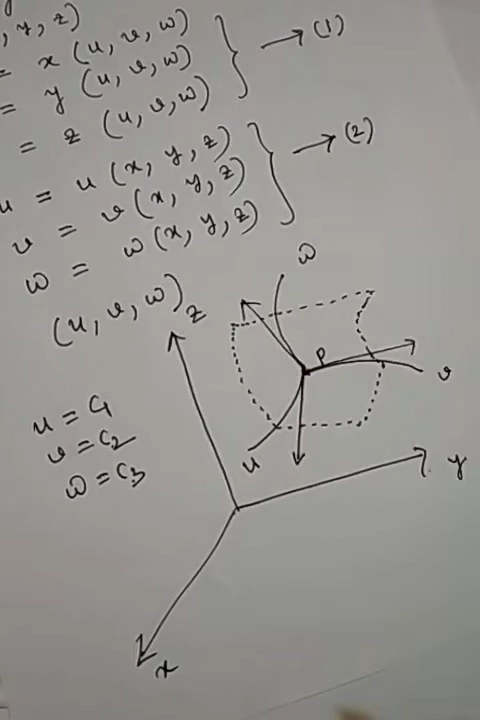 , y, z)
= x (u, v, w)
= y (u, v, w)
= z (u, v, w)
→ (1)
u = u (x, y, z)
v = v (x, y, z)
w = w (x, y, z)
→ (2)
(u, v, w)
u = c1
v = c2
w = c3
z
w
P
v
u
y
x